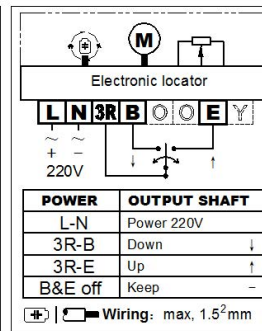 M
Electronic locator
L N 3R B O O E Y
~ ~
+ −
220V
↓ ↑
POWER OUTPUT SHAFT
L-N Power 220V
3R-B Down ↓
3R-E Up ↑
B&E off Keep −
Wiring: max, 1.5²mm